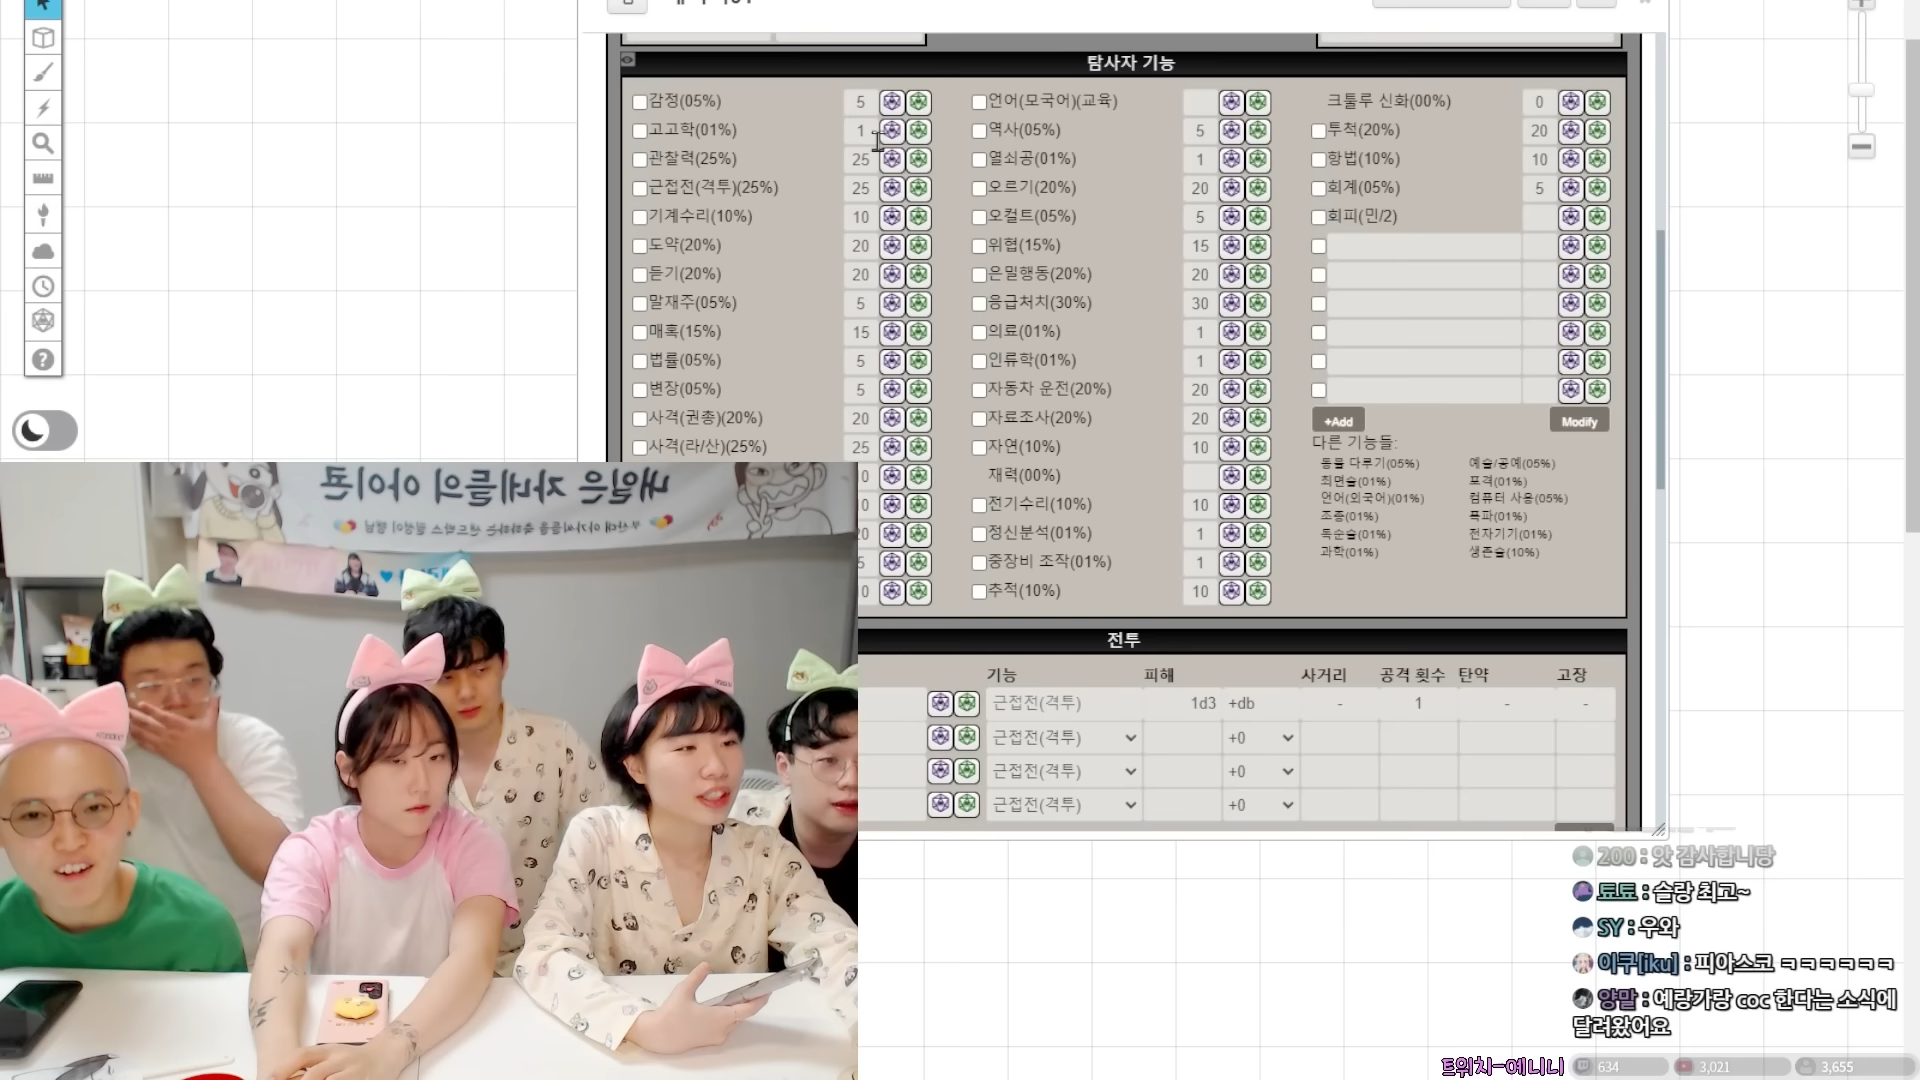 탐사자 기능
감정(05%) 5
고고학(01%) 1
관찰력(25%) 25
근접전(격투)(25%) 25
기계수리(10%) 10
도약(20%) 20
듣기(20%) 20
말재주(05%) 5
매혹(15%) 15
법률(05%) 5
변장(05%) 5
사격(권총)(20%) 20
사격(라/산)(25%) 25
언어(모국어)(교육)
역사(05%) 5
열쇠공(01%) 1
오르기(20%) 20
오컬트(05%) 5
위협(15%) 15
은밀행동(20%) 20
응급처치(30%) 30
의료(01%) 1
인류학(01%) 1
자동차 운전(20%) 20
자료조사(20%) 20
자연(10%) 10
재력(00%)
전기수리(10%) 10
정신분석(01%) 1
중장비 조작(01%) 1
추적(10%) 10
크툴루 신화(00%) 0
투척(20%) 20
항법(10%) 10
회계(05%) 5
회피(민/2)
+Add Modify
다른 기능들:
동물 다루기(05%) 예술/공예(05%)
최면술(01%) 포격(01%)
언어(외국어)(01%) 컴퓨터 사용(05%)
조종(01%) 폭파(01%)
독순술(01%) 전자기기(01%)
과학(01%) 생존술(10%)
전투
기능 피해 사거리 공격 횟수 탄약 고장
근접전(격투) 1d3 +db - 1 - -
근접전(격투) +0
근접전(격투) +0
근접전(격투) +0
내일은 자네들의 아이콘
200 : 앗 감사합니당
토토 : 슬랑 최고~
SY : 우와
이쿠[iku] : 피아스코 ㅋㅋㅋㅋㅋㅋ
양말 : 예랑가랑 coc 한다는 소식에
달려왔어요
트위치-예니니 634 3,021 3,655